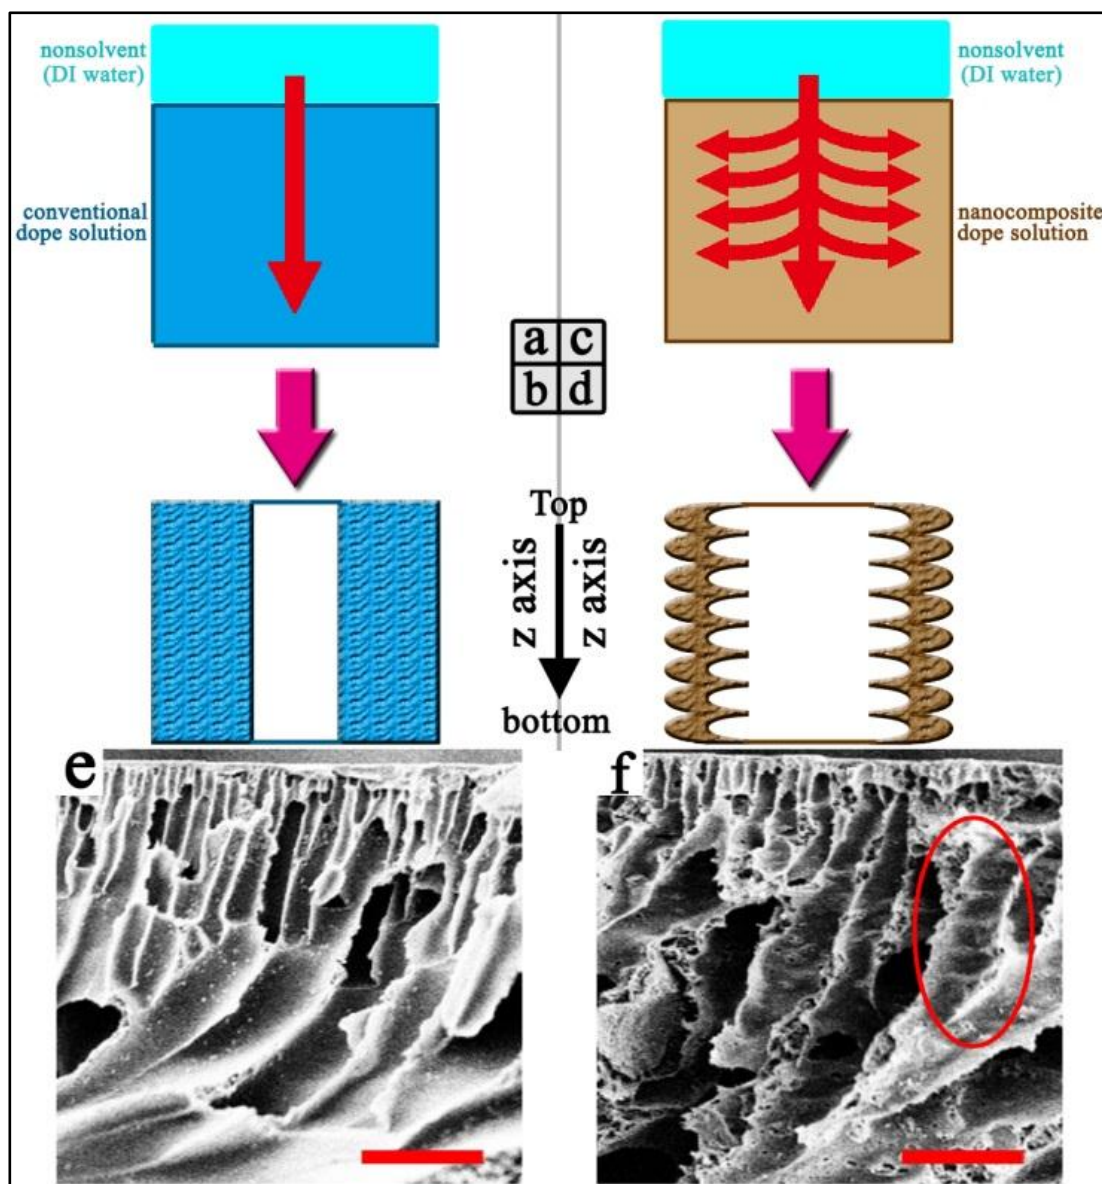 nonsolvent
(DI water)
nonsolvent
(DI water)
conventional
dope solution
nanocomposite
dope solution
a c
b d
Top
z axis
z axis
bottom
e
f